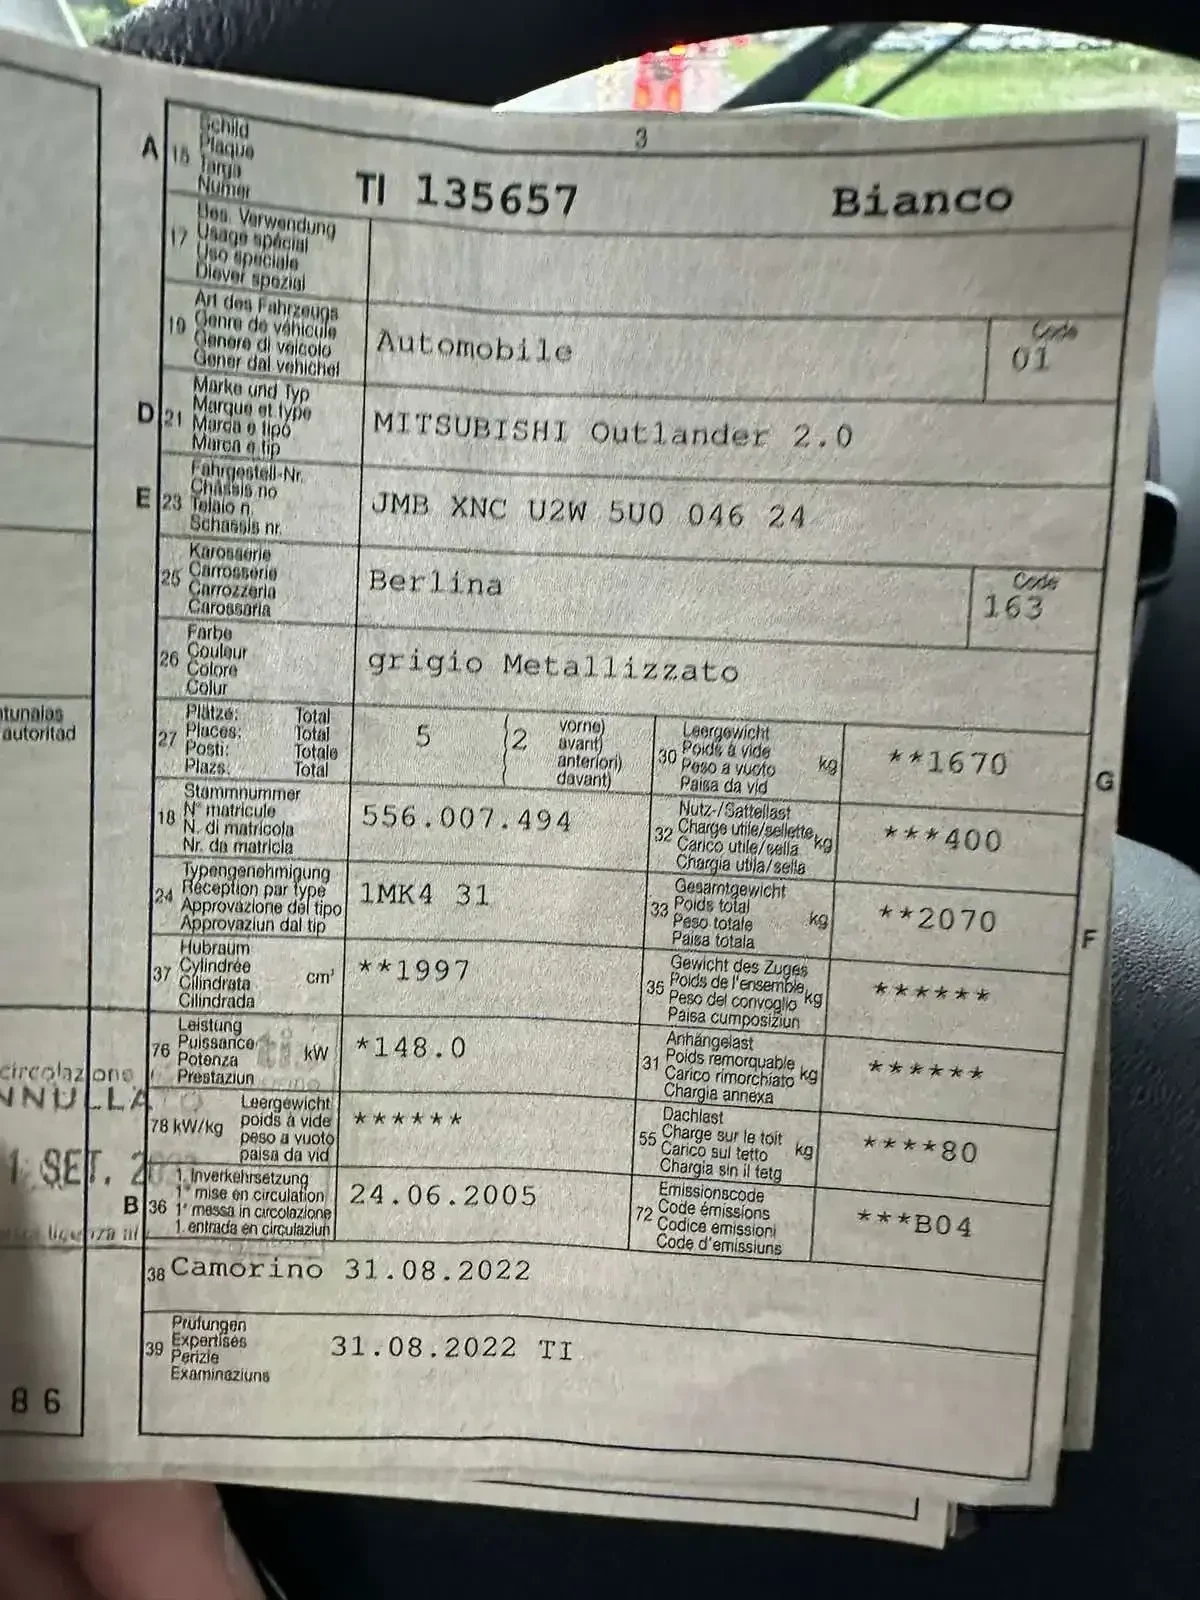 3
A 15 Schild
Plaque
Targa
Numer
TI 135657 Bianco
17 Bes. Verwendung
Usage spécial
Uso speciale
Diever spezial
19 Art des Fahrzeugs
Genre de véhicule
Genere di veicolo
Gener dal vehichel
Automobile
Code
01
D 21 Marke und Typ
Marque et type
Marca e tipo
Marca e tip
MITSUBISHI Outlander 2.0
E 23 Fahrgestell-Nr.
Châssis no
Telaio n.
Schassis nr.
JMB XNC U2W 5U0 046 24
25 Karosserie
Carrosserie
Carrozzeria
Carossaria
Berlina
Code
163
26 Farbe
Couleur
Colore
Colur
grigio Metallizzato
27 Plätze: Total
Places: Total
Posti: Totale
Plazs: Total
5 (2 vorne)
avant)
anteriori)
davant)
30 Leergewicht
Poids à vide
Peso a vuoto kg
Paisa da vid
**1670
G
18 Stammnummer
N° matricule
N. di matricola
Nr. da matricla
556.007.494
32 Nutz-/Sattellast
Charge utile/sellette
Carico utile/sella kg
Chargia utila/sella
***400
24 Typengenehmigung
Réception par type
Approvazione del tipo
Approvaziun dal tip
1MK4 31
33 Gesamtgewicht
Poids total
Peso totale kg
Paisa totala
**2070
F
37 Hubraum
Cylindrée
Cilindrata cm³
Cilindrada
**1997
35 Gewicht des Zuges
Poids de l'ensemble
Peso del convoglio kg
Paisa cumposiziun
******
76 Leistung
Puissance
Potenza kW
Prestaziun
*148.0
31 Anhängelast
Poids remorquable
Carico rimorchiato kg
Chargia annexa
******
78 kW/kg Leergewicht
poids à vide
peso a vuoto
paisa da vid
******
55 Dachlast
Charge sur le toit
Carico sul tetto kg
Chargia sin il tetg
****80
B 36 1. Inverkehrsetzung
1° mise en circulation
1° messa in circolazione
1. entrada en circulaziun
24.06.2005
72 Emissionscode
Code émissions
Codice emissioni
Code d'emissiuns
***B04
38 Camorino 31.08.2022
39 Prüfungen
Expertises
Perizie
Examinaziuns
31.08.2022 TI
autoritad
circolazione
1 SET.
86
ti